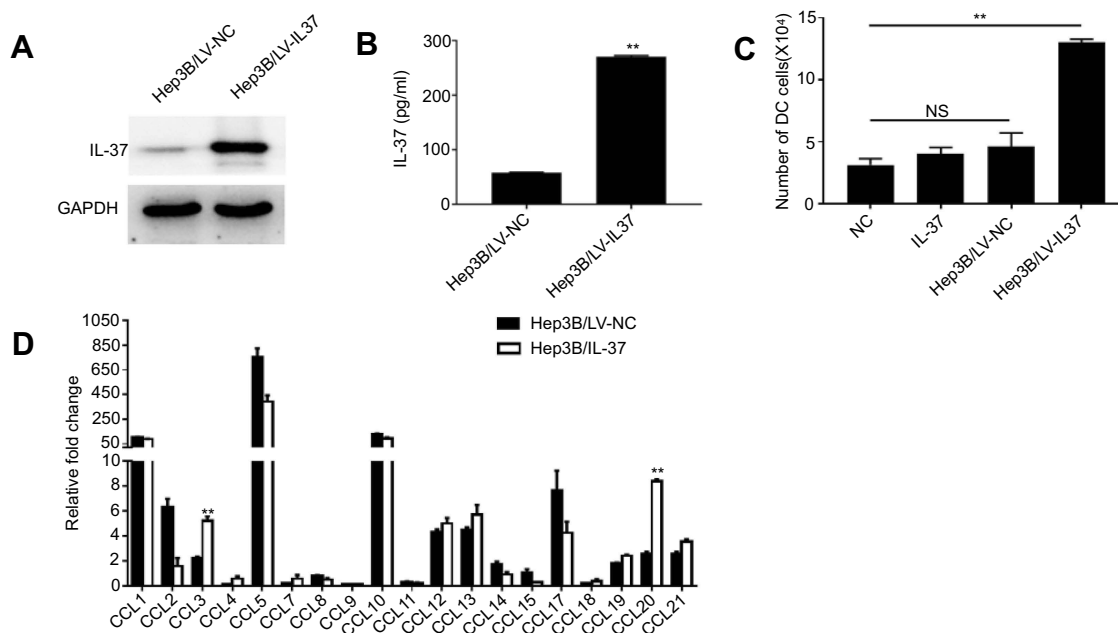 A
Hep3B/LV-NC
Hep3B/LV-IL37
IL-37
GAPDH
B
IL-37 (pg/ml)
300
200
100
0
**
Hep3B/LV-NC
Hep3B/LV-IL37
C
Number of DC cells(X10⁴)
15
10
5
0
**
NS
NC
IL-37
Hep3B/LV-NC
Hep3B/LV-IL37
D
Hep3B/LV-NC
Hep3B/IL-37
Relative fold change
1050
850
650
450
250
50
10
8
6
4
2
0
**
**
CCL1
CCL2
CCL3
CCL4
CCL5
CCL7
CCL8
CCL9
CCL10
CCL11
CCL12
CCL13
CCL14
CCL15
CCL17
CCL18
CCL19
CCL20
CCL21